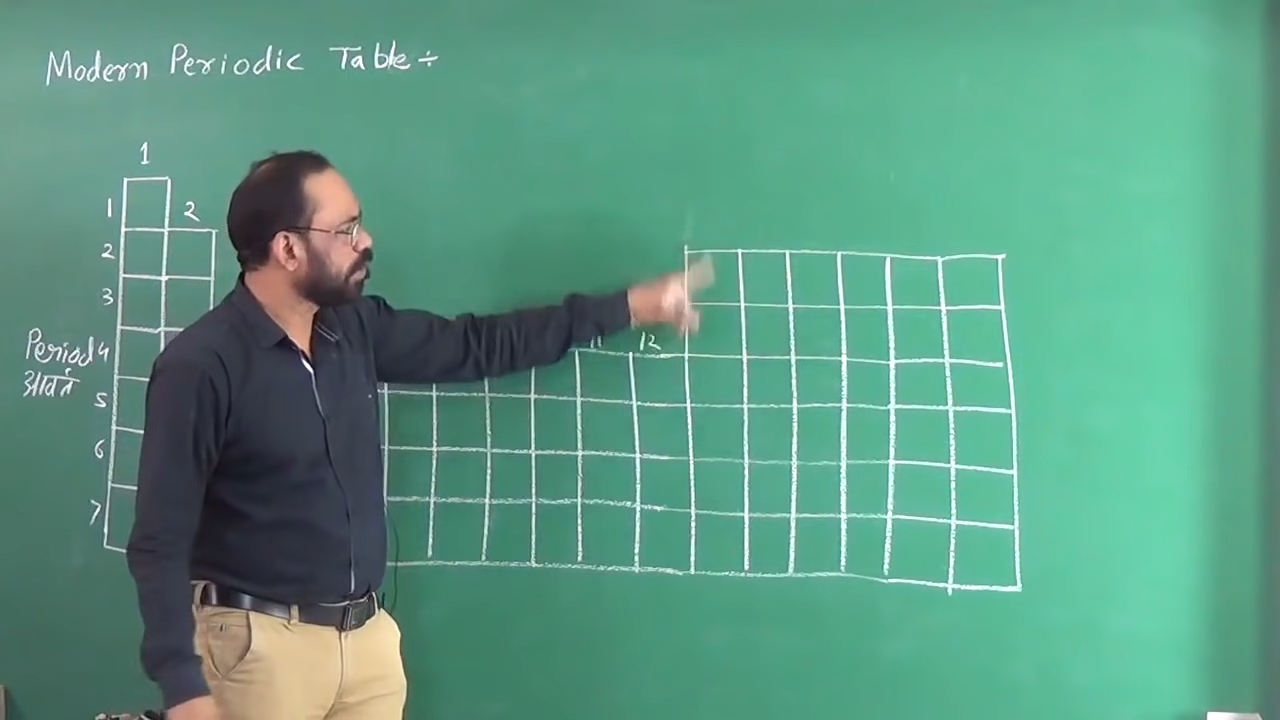 Modern Periodic Table ÷
1
1 2
2
3
Period 4 11 12
आवर्त
5
6
7